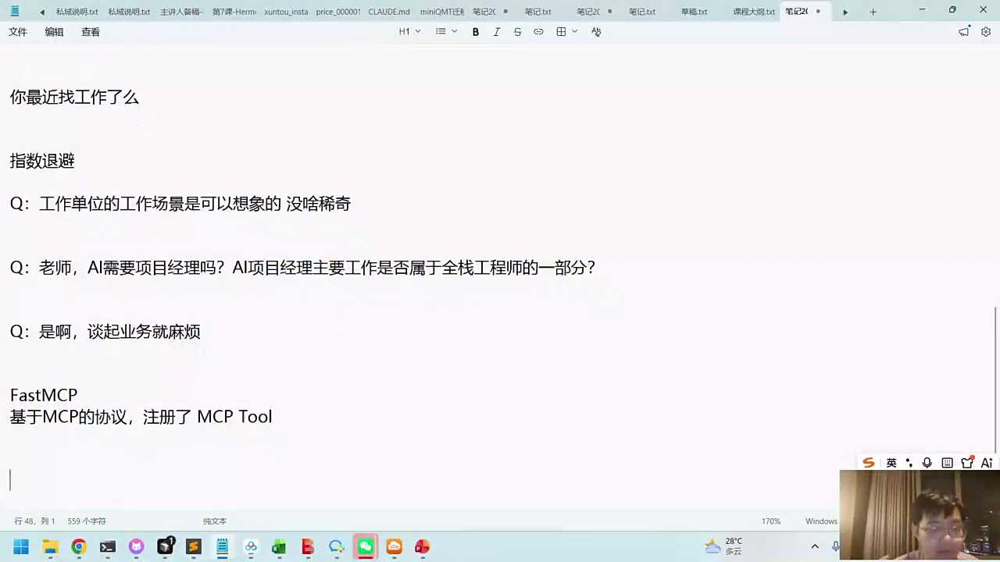 私域说明.txt 私域说明.txt 主讲人备稿- 第7课-Herm xuntou_insta price_000001 CLAUDE.md miniQMT迁移 笔记20 笔记.txt 笔记20 笔记.txt 草稿.txt 课程大纲.txt 笔记20
文件 编辑 查看 H1 B I S
你最近找工作了么
指数退避
Q：工作单位的工作场景是可以想象的 没啥稀奇
Q：老师，AI需要项目经理吗？AI项目经理主要工作是否属于全栈工程师的一部分？
Q：是啊，谈起业务就麻烦
FastMCP
基于MCP的协议，注册了 MCP Tool
S 英 Ai
行 48，列 1 559 个字符 纯文本 170% Windows
1 28°C
多云